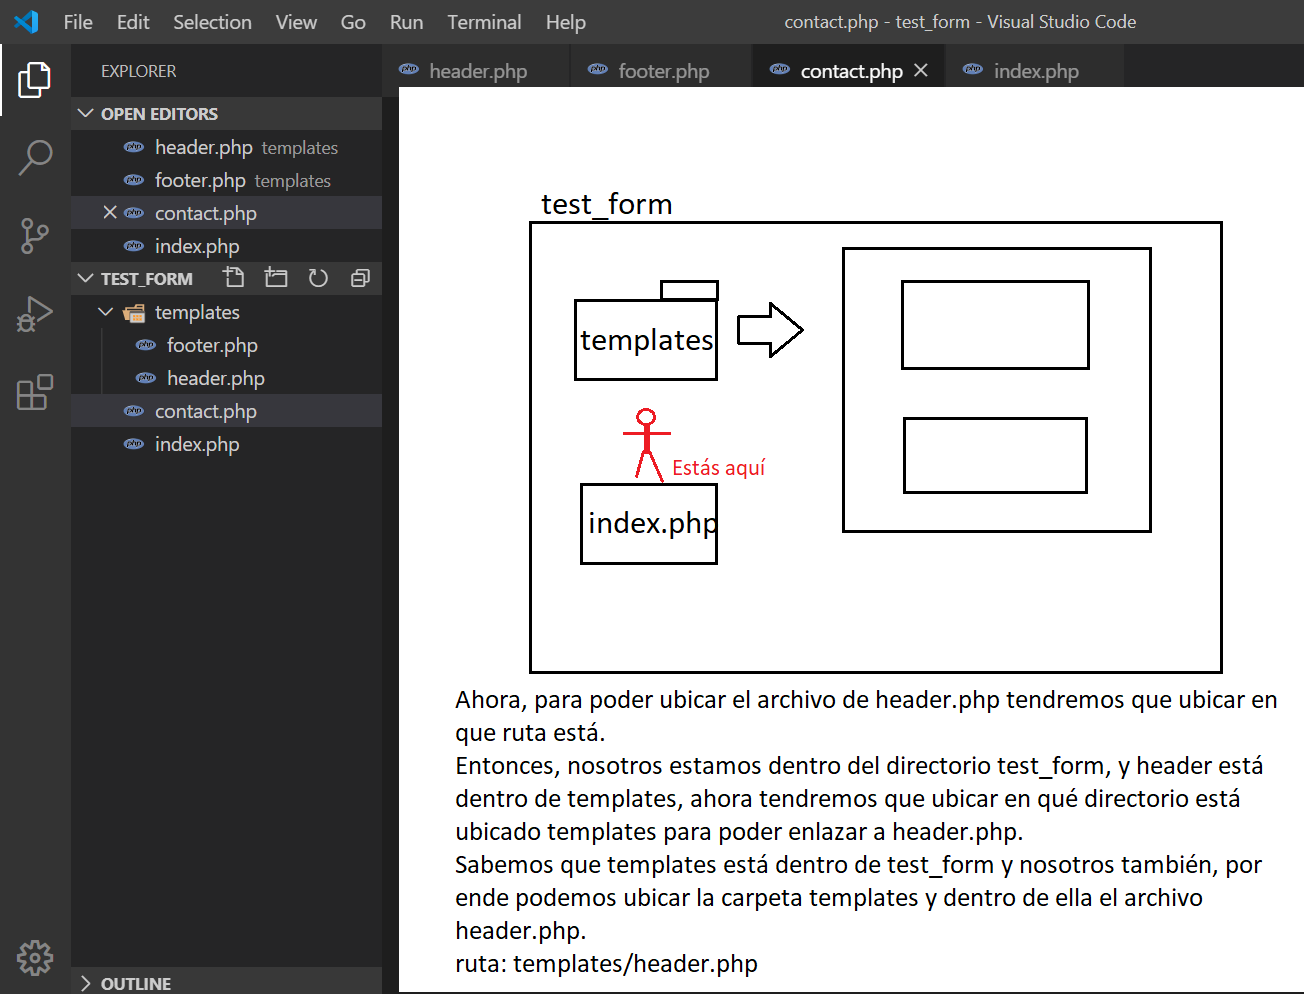 File Edit Selection View Go Run Terminal Help contact.php - test_form - Visual Studio Code
EXPLORER
header.php footer.php contact.php index.php
OPEN EDITORS
header.php templates
footer.php templates
contact.php
index.php
TEST_FORM
templates
footer.php
header.php
contact.php
index.php
OUTLINE
test_form
templates
Estás aquí
index.php
Ahora, para poder ubicar el archivo de header.php tendremos que ubicar en
que ruta está.
Entonces, nosotros estamos dentro del directorio test_form, y header está
dentro de templates, ahora tendremos que ubicar en qué directorio está
ubicado templates para poder enlazar a header.php.
Sabemos que templates está dentro de test_form y nosotros también, por
ende podemos ubicar la carpeta templates y dentro de ella el archivo
header.php.
ruta: templates/header.php